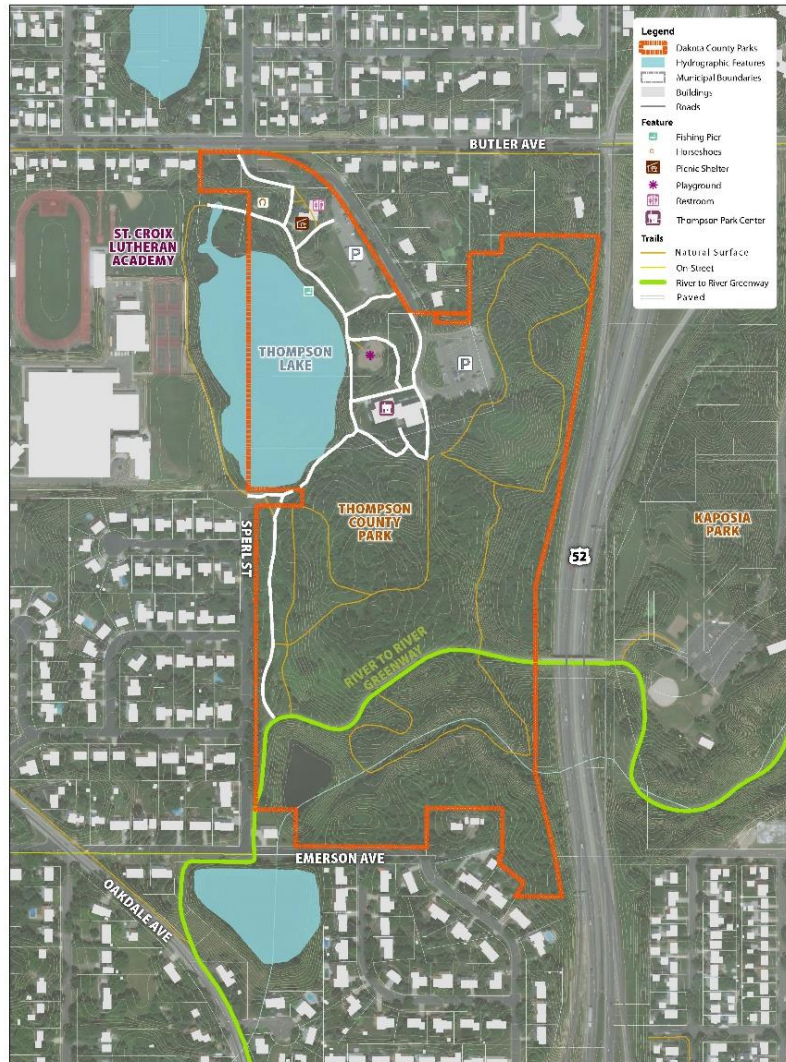 Legend
Dakota County Parks
Hydrographic Features
Municipal Boundaries
Buildings
Roads
Feature
Fishing Pier
Horseshoes
Picnic Shelter
Playground
Restroom
Thompson Park Center
Trails
Natural Surface
On-Street
River to River Greenway
Paved
BUTLER AVE
ST. CROIX
LUTHERAN
ACADEMY
P
THOMPSON
LAKE
P
THOMPSON
COUNTY
PARK
KAPOSIA
PARK
SPERL ST
52
RIVER TO RIVER
GREENWAY
EMERSON AVE
OAKDALE AVE